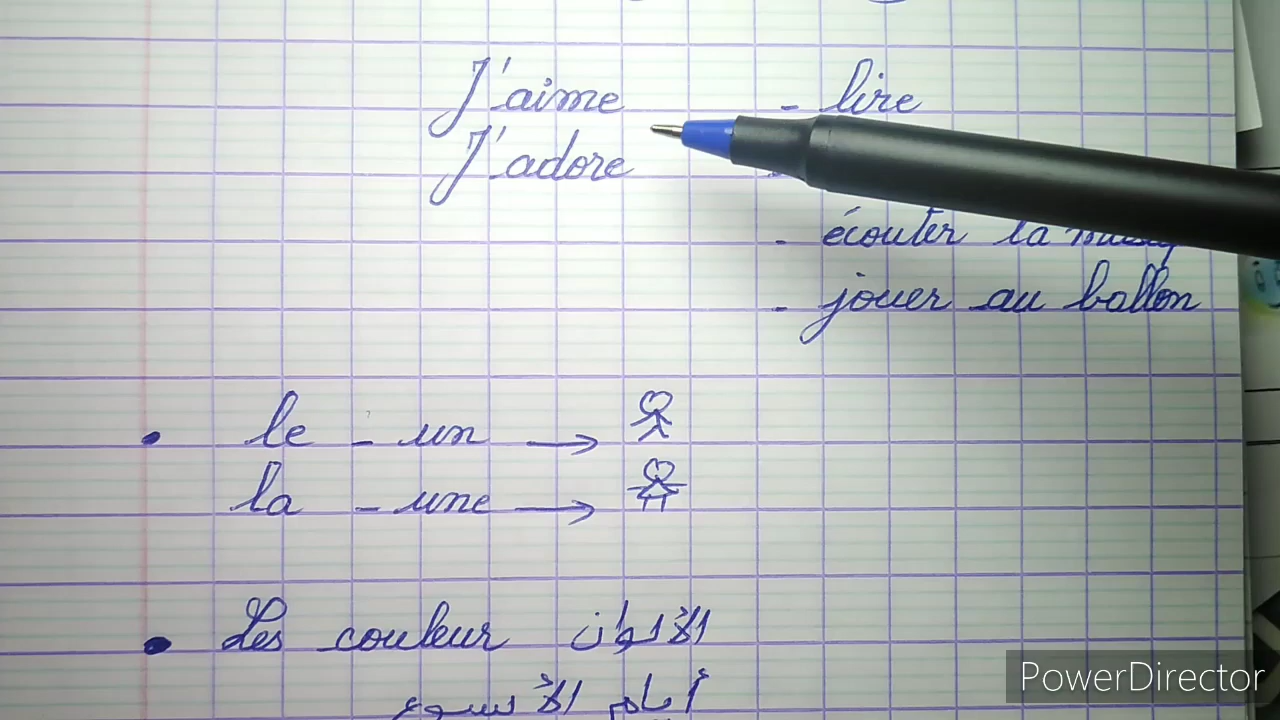 J'aime - lire
J'adore -
- écouter la
- jouer au ballon
• le - un →
la - une →
• Les couleur الألوان
أيام الأسبوع
PowerDirector